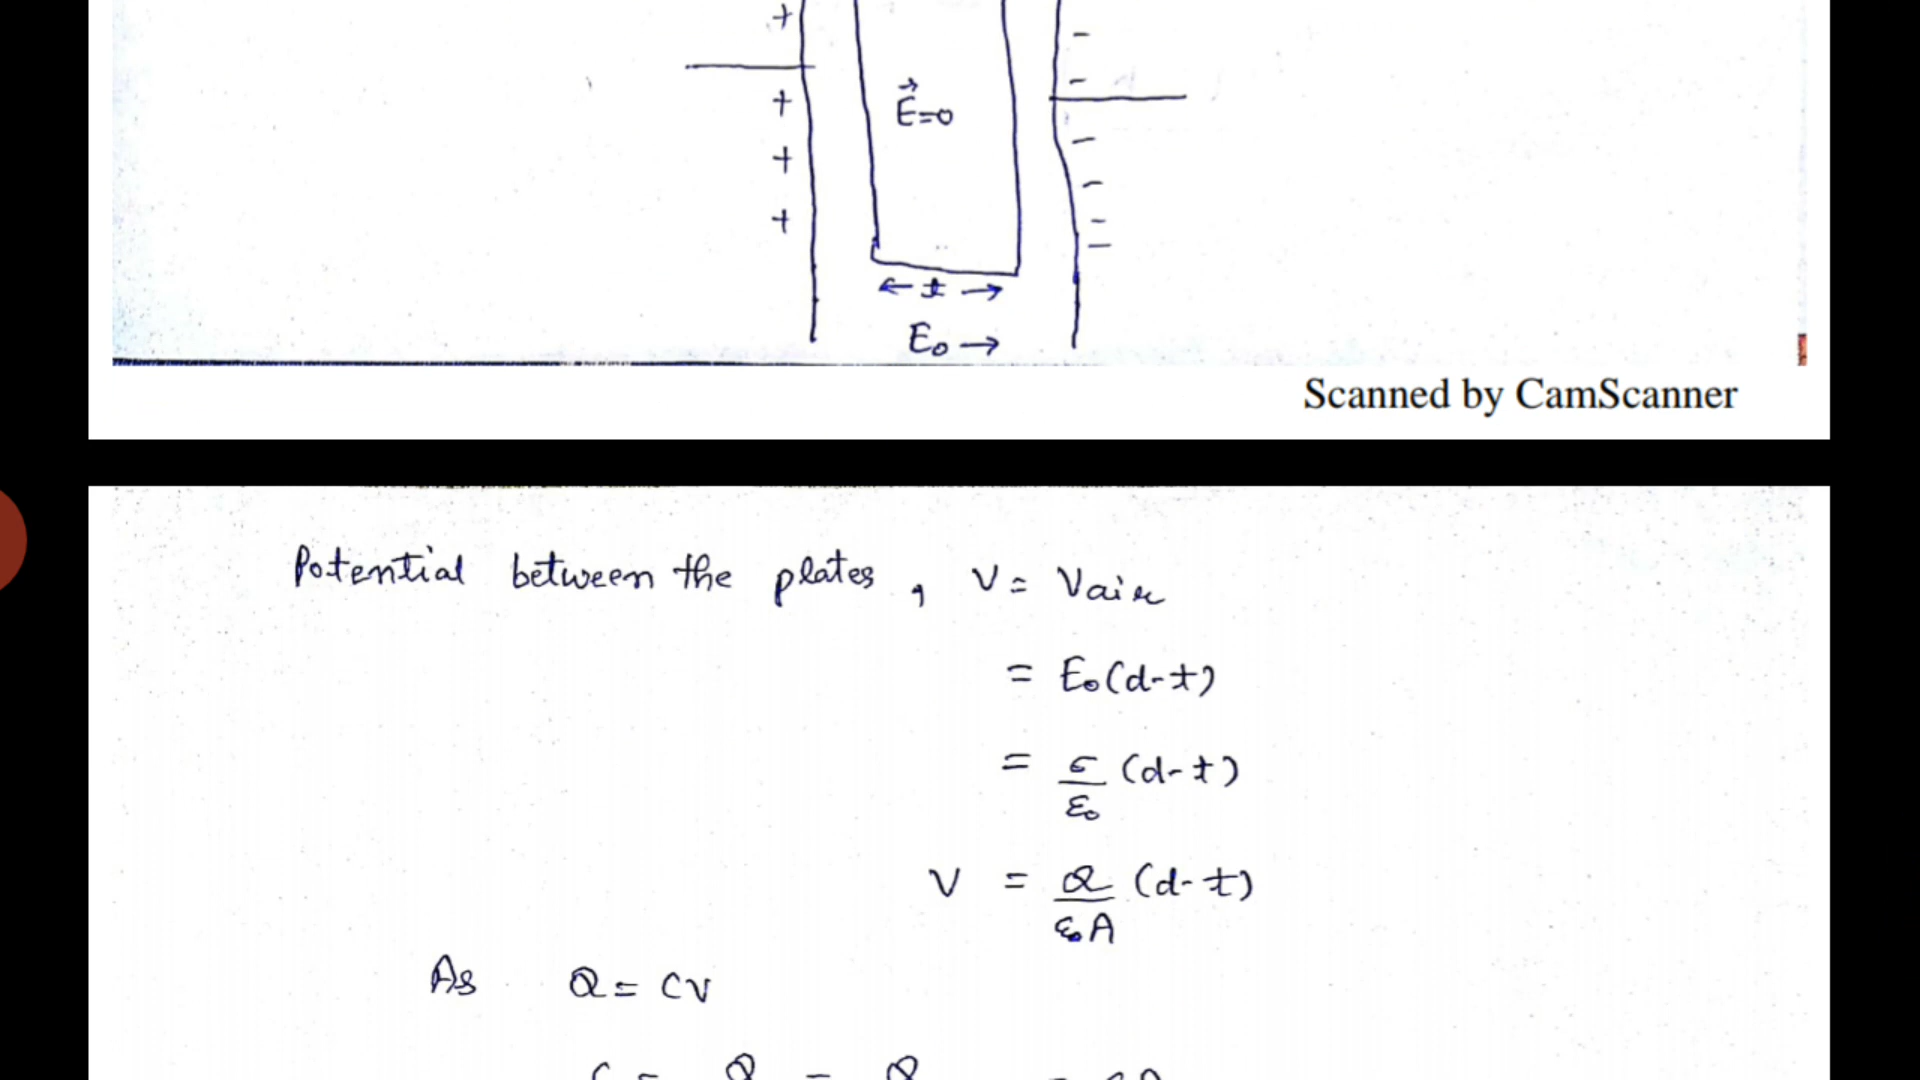 +
+
+
+
E⃗=0
-
-
-
-
-
-
← t →
E₀ →
Scanned by CamScanner
Potential between the plates, V = Vair
= E₀(d-t)
= σ/ε₀ (d-t)
V = Q/ε₀A (d-t)
As Q = CV